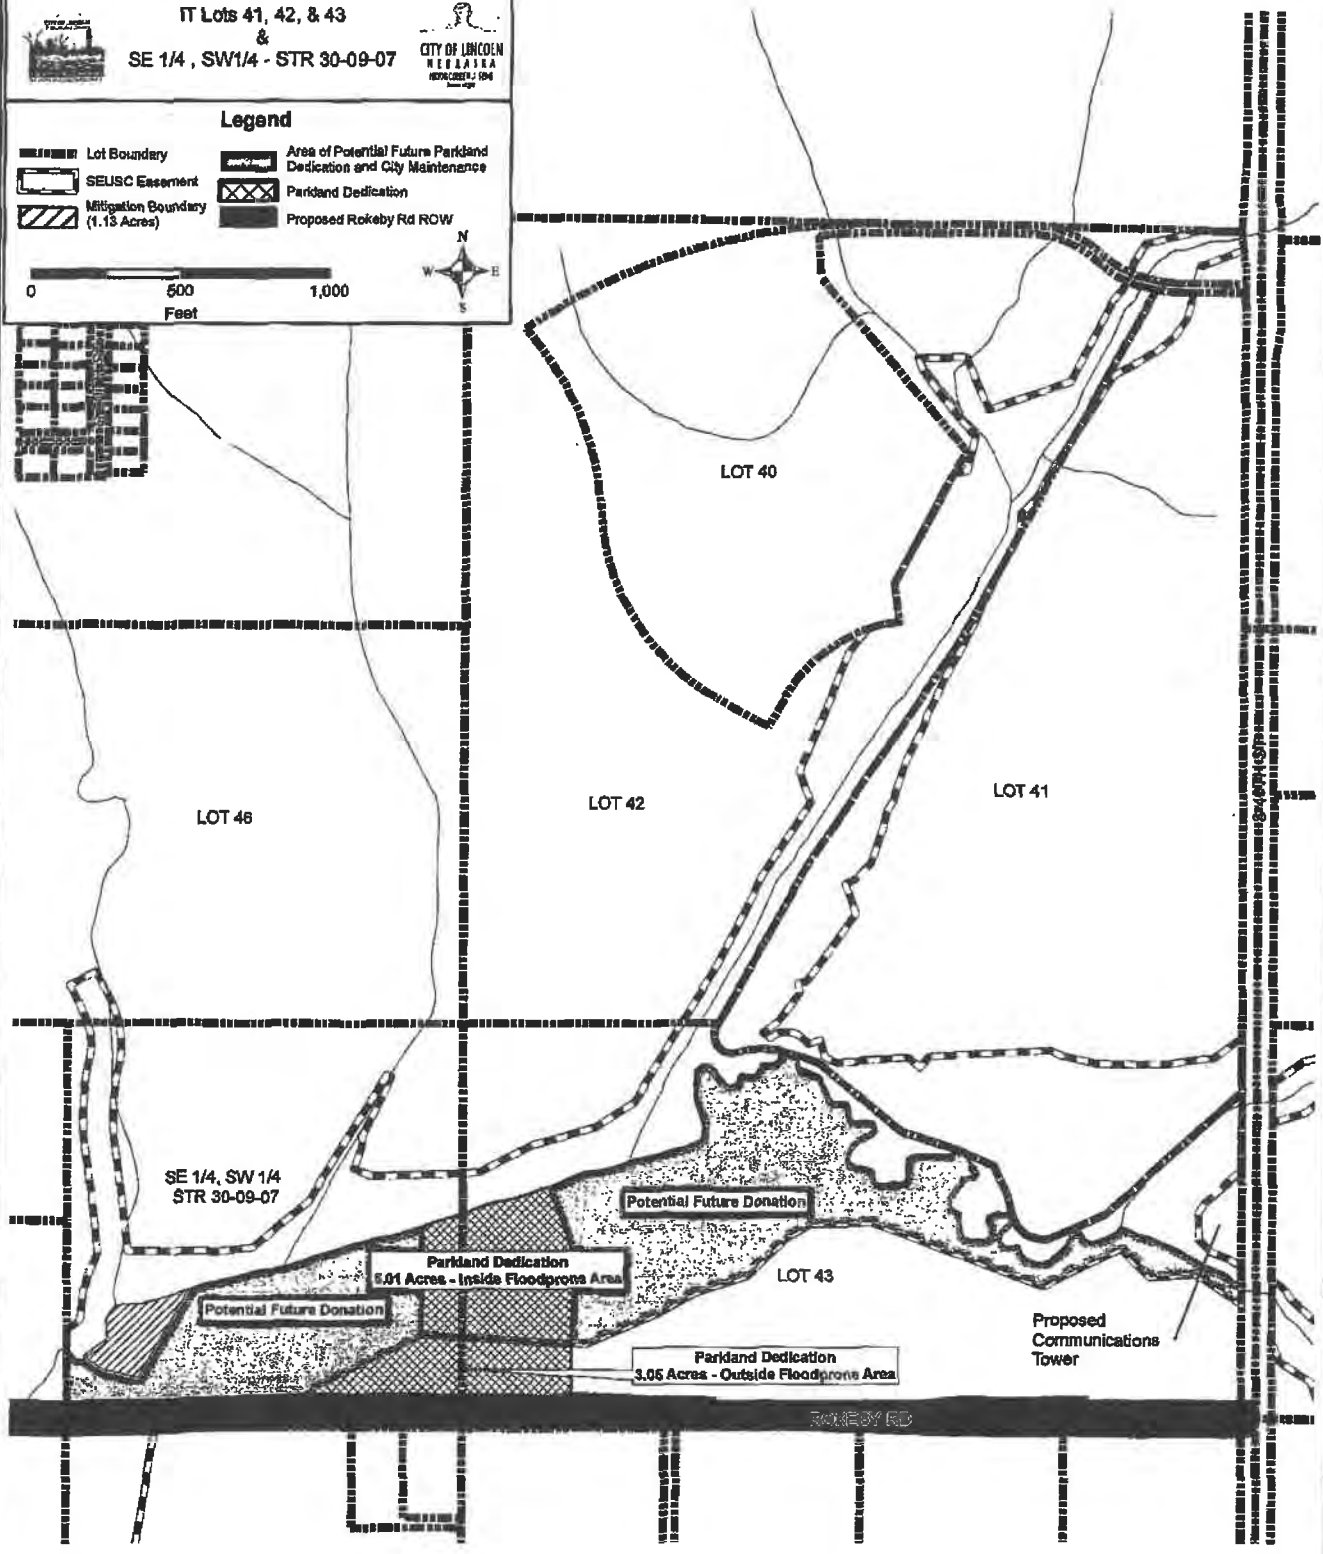 IT Lots 41, 42, & 43
&
SE 1/4 , SW1/4 - STR 30-09-07
CITY OF LINCOLN
NEBRASKA
Legend
Lot Boundary
SEUSC Easement
Mitigation Boundary
(1.13 Acres)
Area of Potential Future Parkland
Dedication and City Maintenance
Parkland Dedication
Proposed Rokeby Rd ROW
N
W
E
S
0
500
1,000
Feet
LOT 40
LOT 46
LOT 42
LOT 41
SE 1/4, SW 1/4
STR 30-09-07
Potential Future Donation
Parkland Dedication
5.01 Acres - Inside Floodprone Area
Potential Future Donation
LOT 43
Proposed
Communications
Tower
Parkland Dedication
3.05 Acres - Outside Floodprone Area
ROKEBY RD